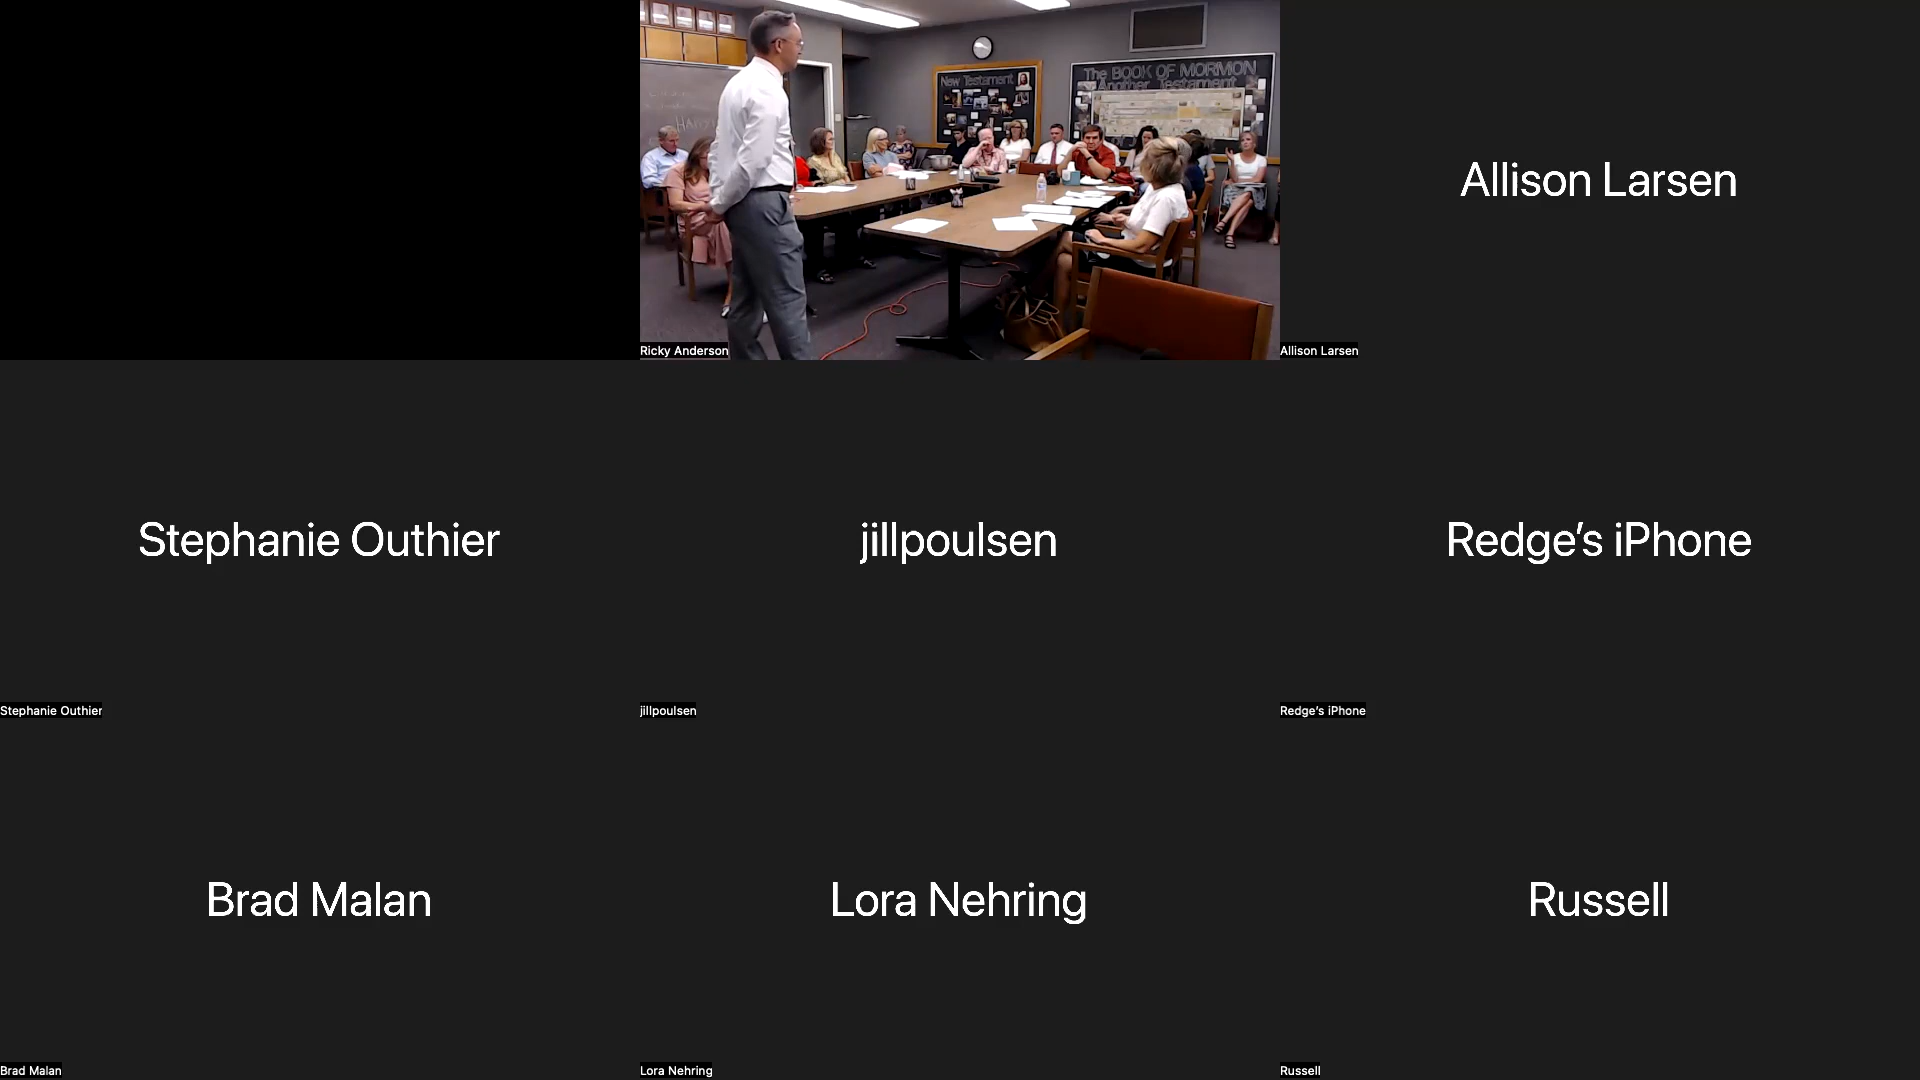 New Testament
The BOOK OF MORMON
Another Testament
Ricky Anderson
Allison Larsen
Allison Larsen
Stephanie Outhier
jillpoulsen
Redge's iPhone
Stephanie Outhier
jillpoulsen
Redge's iPhone
Brad Malan
Lora Nehring
Russell
Brad Malan
Lora Nehring
Russell